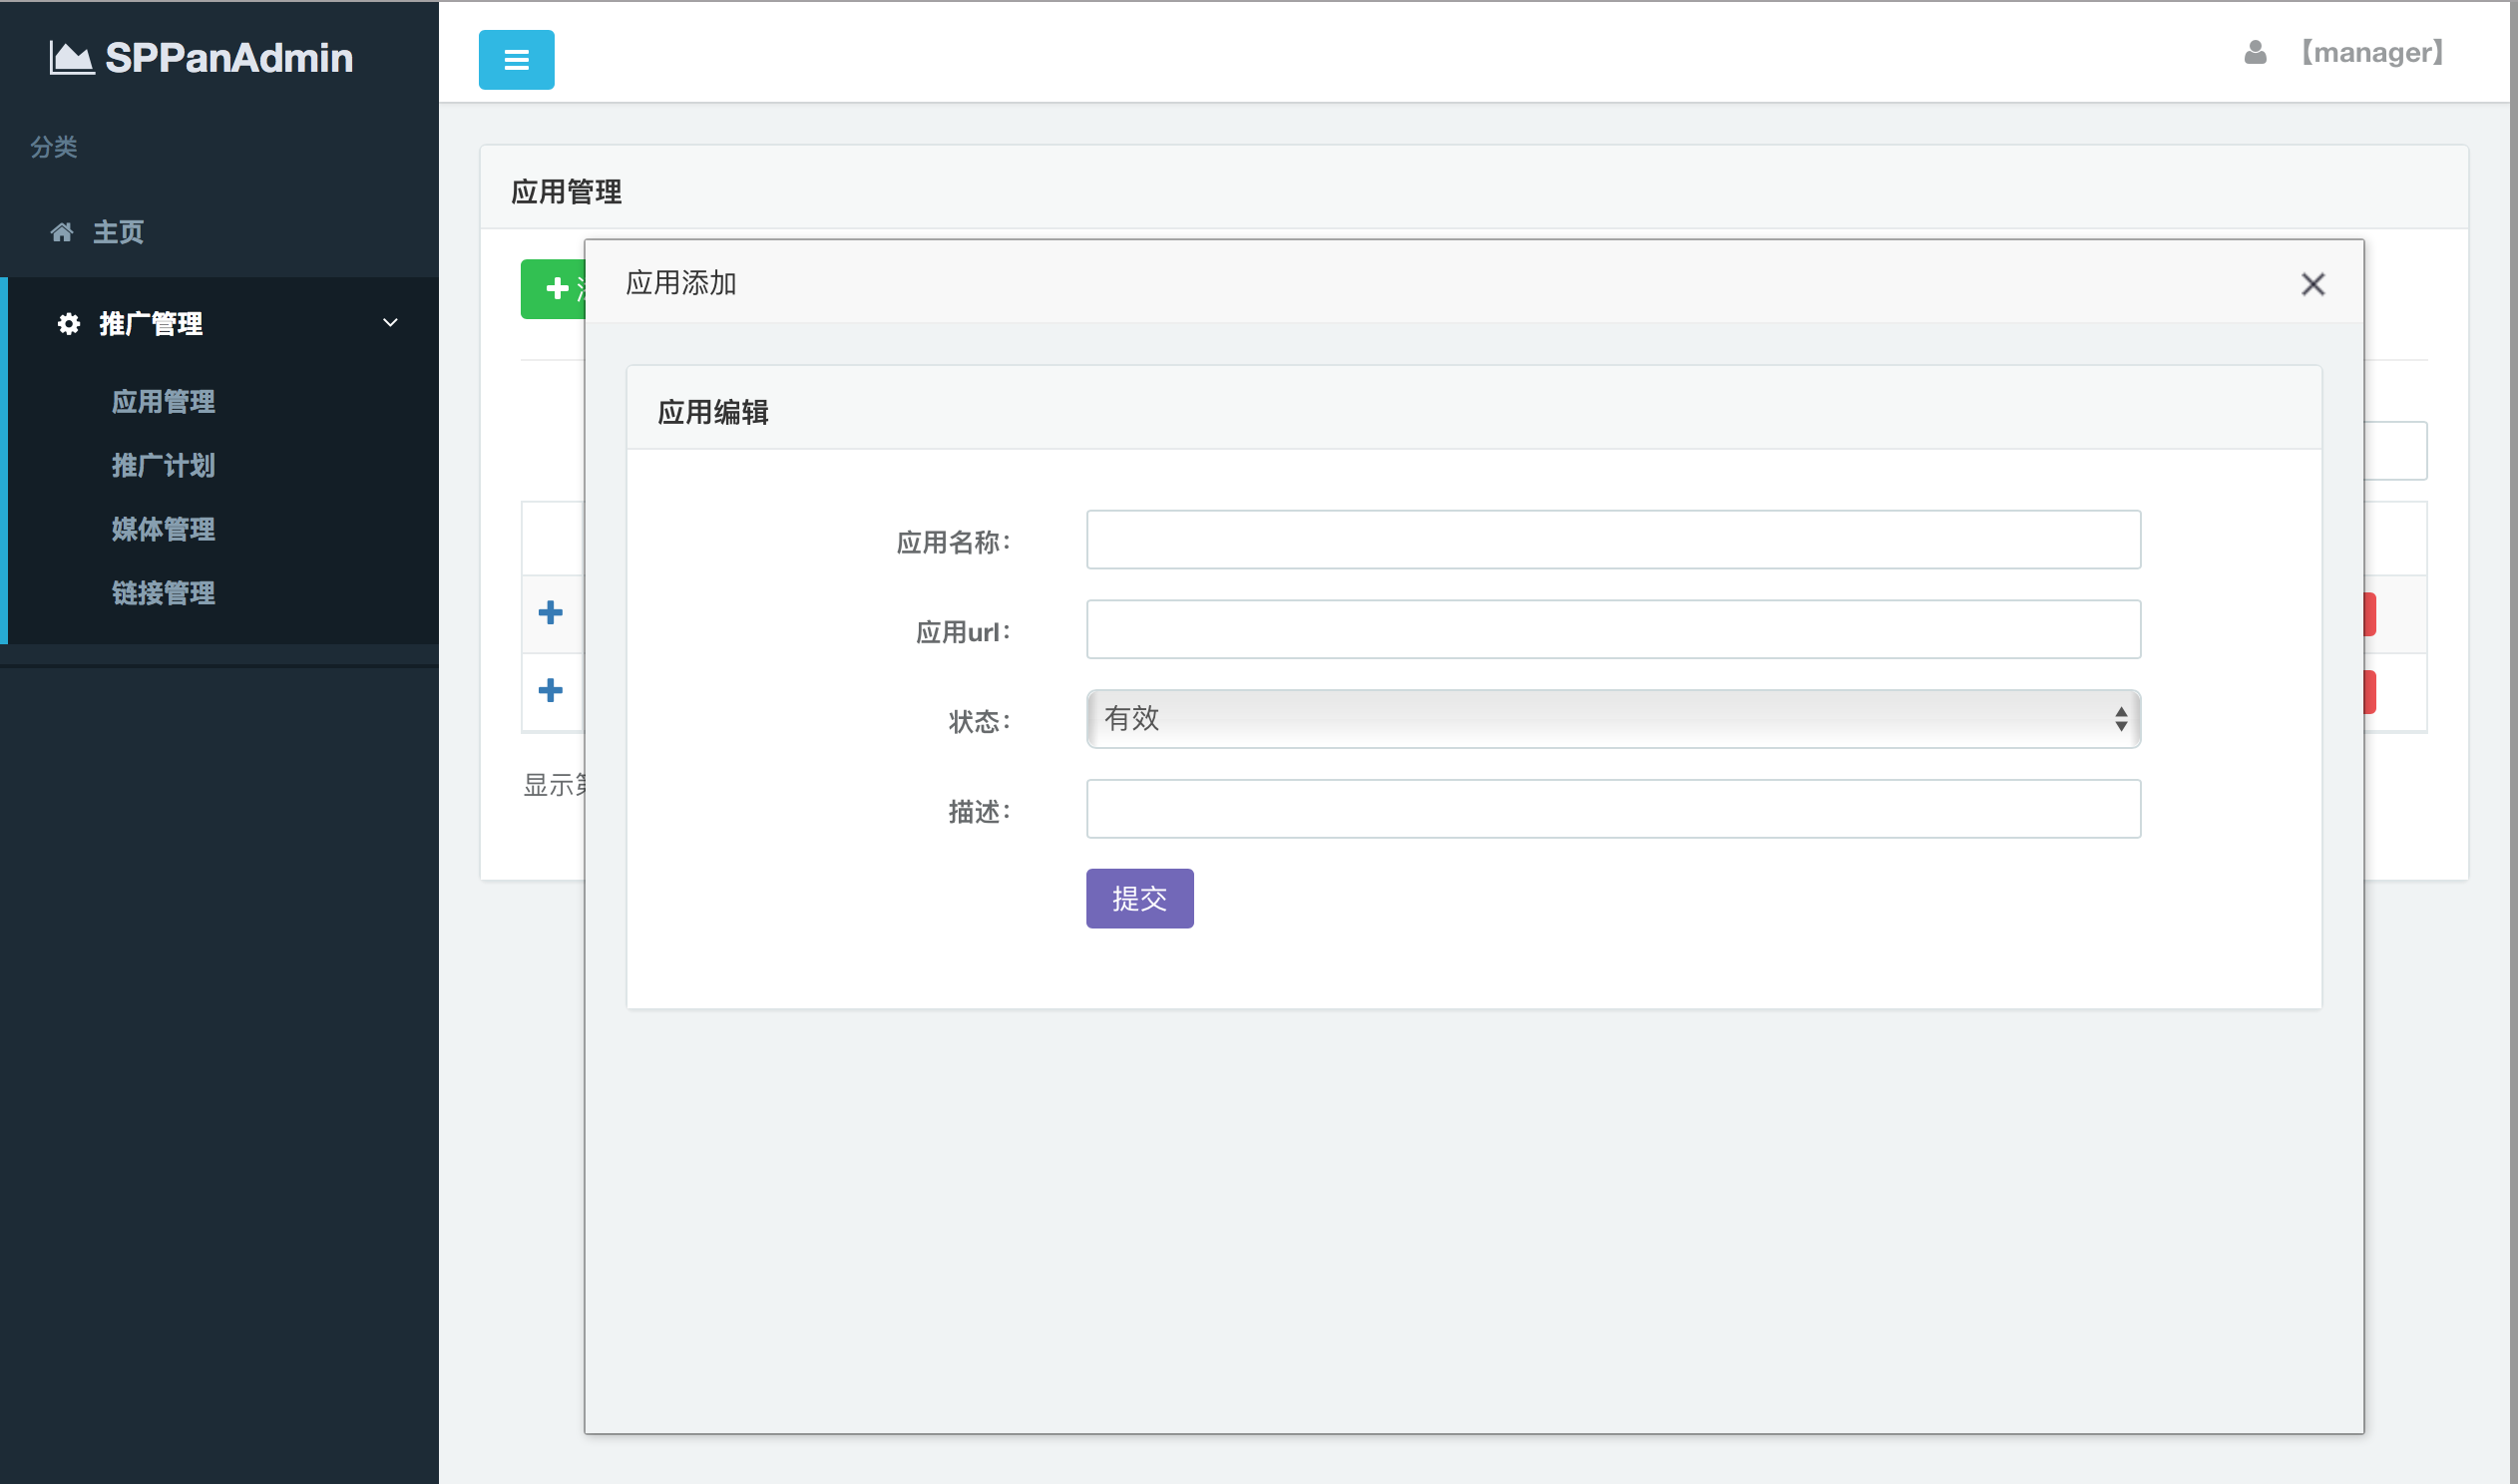 SPPanAdmin
【manager】
分类
主页
推广管理
应用管理
推广计划
媒体管理
链接管理
应用管理
应用添加
应用编辑
应用名称:
应用url:
状态:
有效
描述:
提交
显示